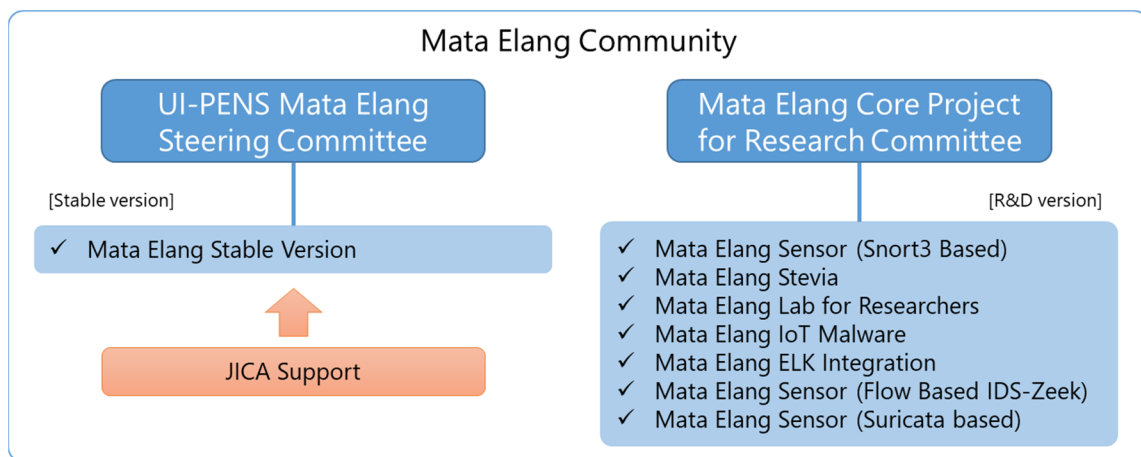 Mata Elang Community
UI-PENS Mata Elang
Steering Committee
[Stable version]
✓ Mata Elang Stable Version
JICA Support
Mata Elang Core Project
for Research Committee
[R&D version]
✓ Mata Elang Sensor (Snort3 Based)
✓ Mata Elang Stevia
✓ Mata Elang Lab for Researchers
✓ Mata Elang IoT Malware
✓ Mata Elang ELK Integration
✓ Mata Elang Sensor (Flow Based IDS-Zeek)
✓ Mata Elang Sensor (Suricata based)